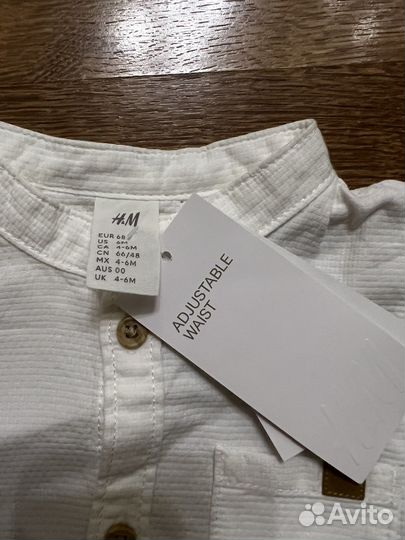 H&M
EUR 68
US 6M
CA 4-6M
CN 66/48
MX 4-6M
AUS 00
UK 4-6M
ADJUSTABLE
WAIST
Avito